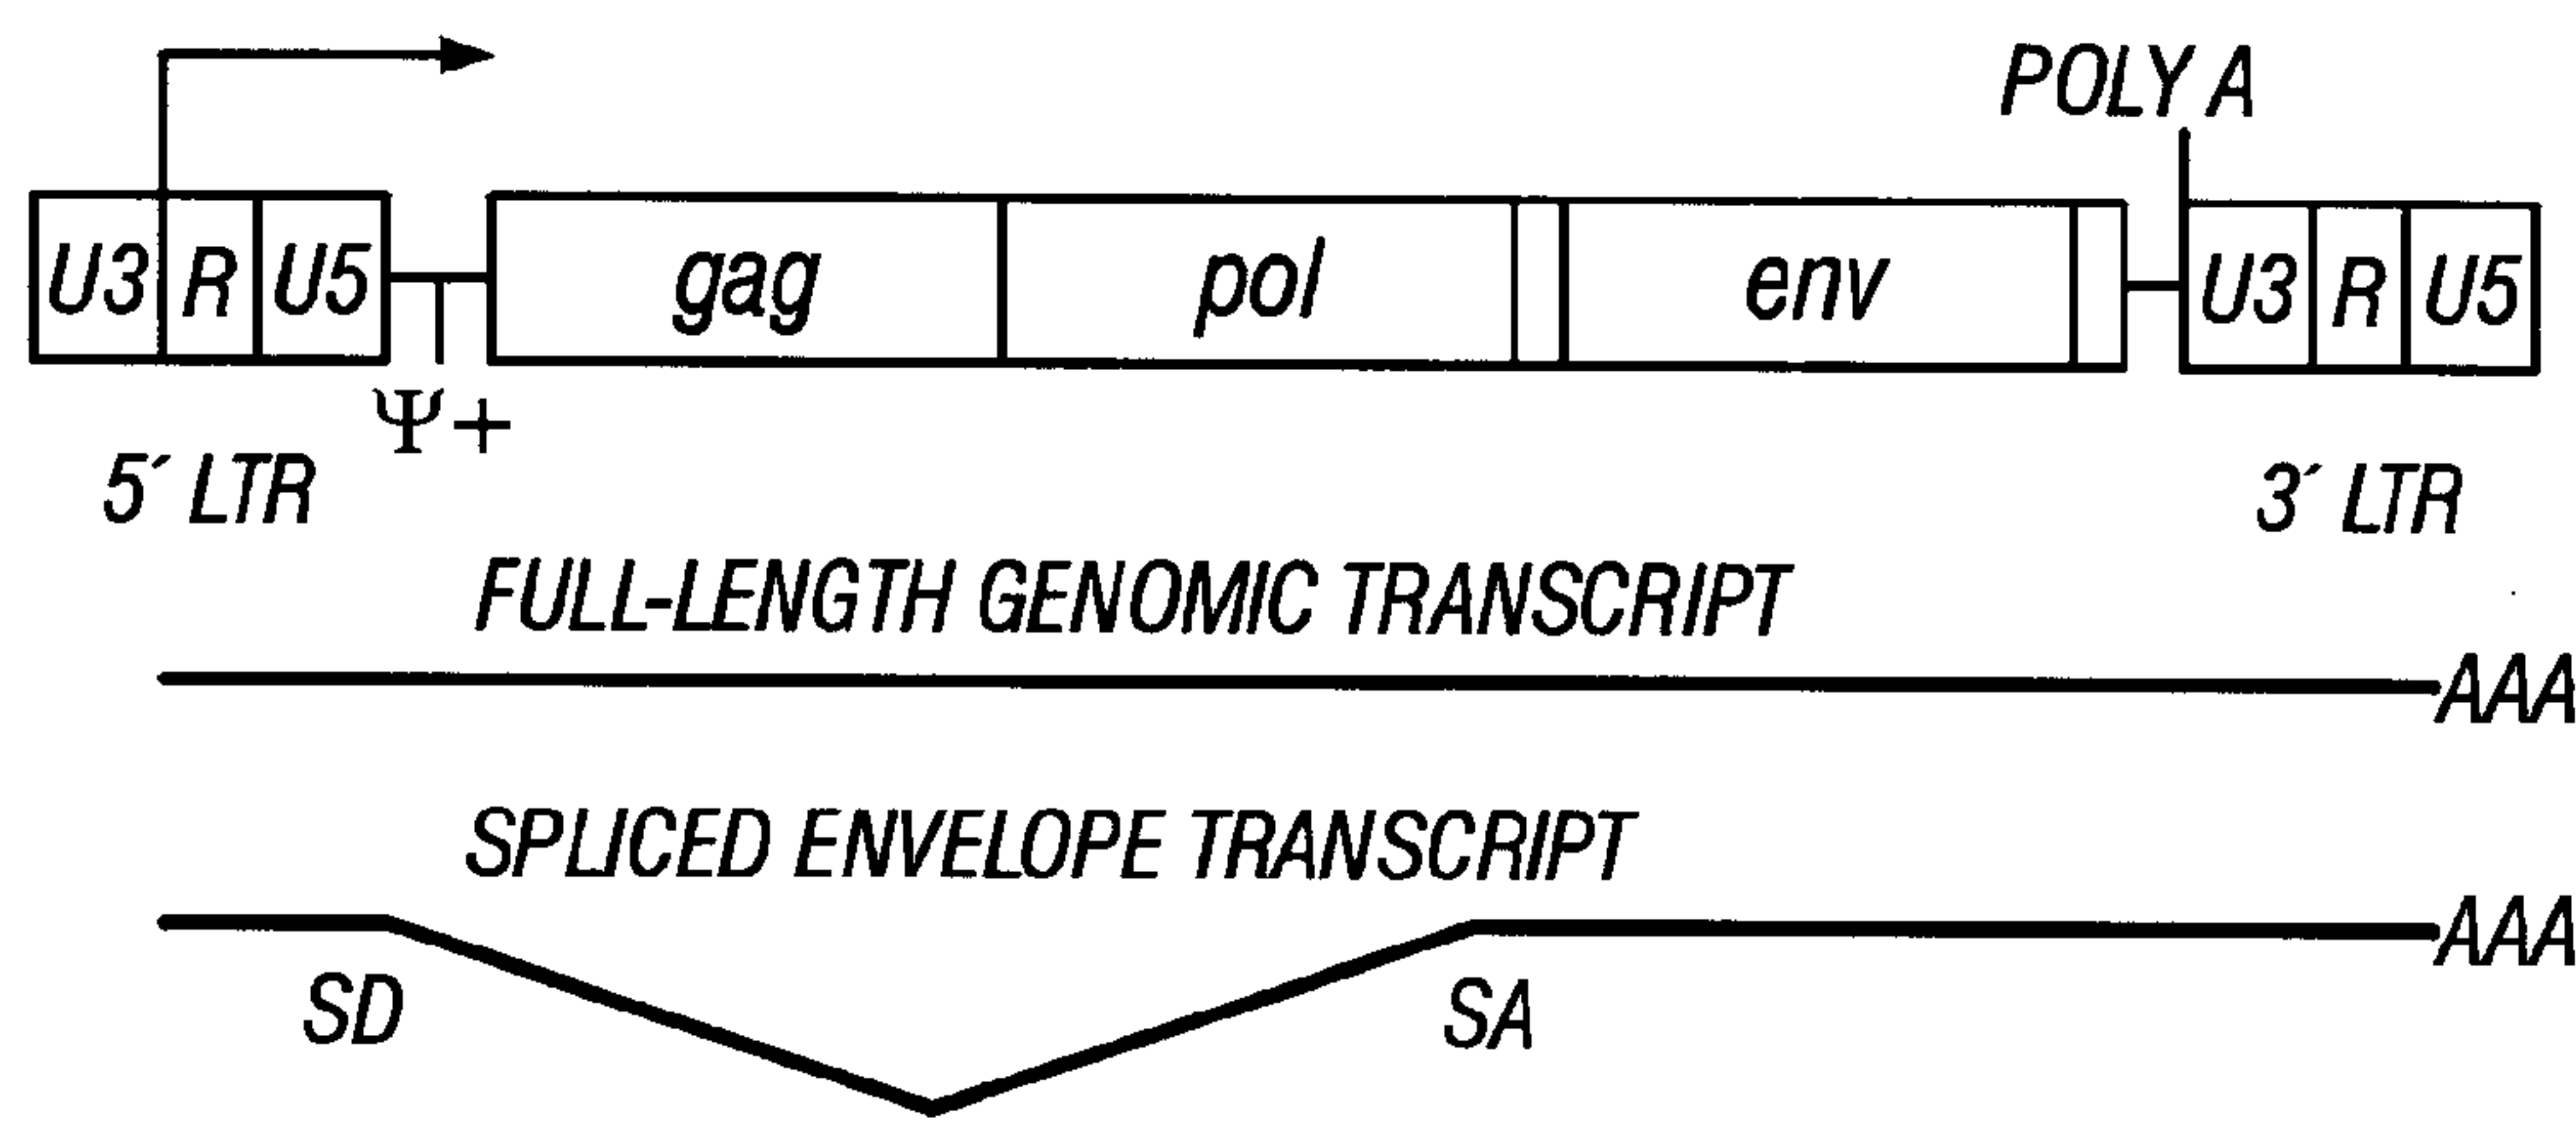 POLY A
U3 R U5 gag pol env U3 R U5
Ψ+
5´ LTR 3´ LTR
FULL-LENGTH GENOMIC TRANSCRIPT
AAA
SPLICED ENVELOPE TRANSCRIPT
AAA
SD SA